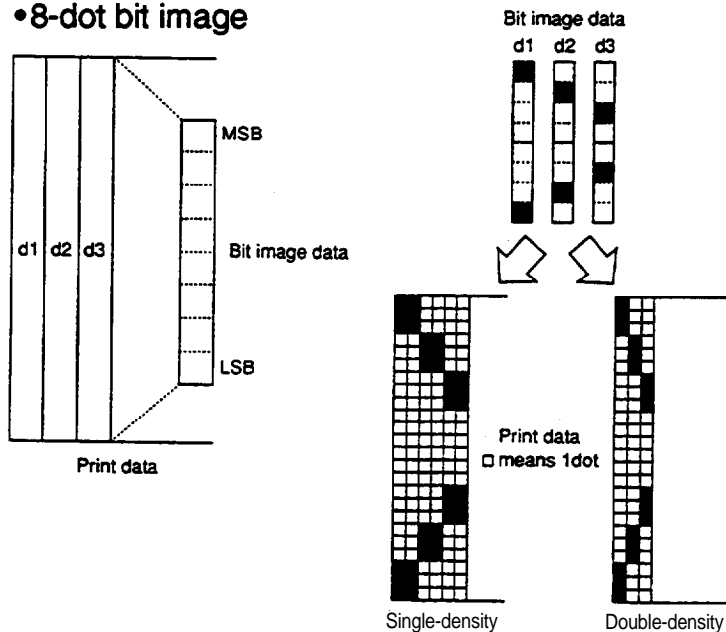 •8-dot bit image
MSB
d1 d2 d3
Bit image data
LSB
Print data
Bit image data
d1 d2 d3
Print data
□ means 1dot
Single-density
Double-density